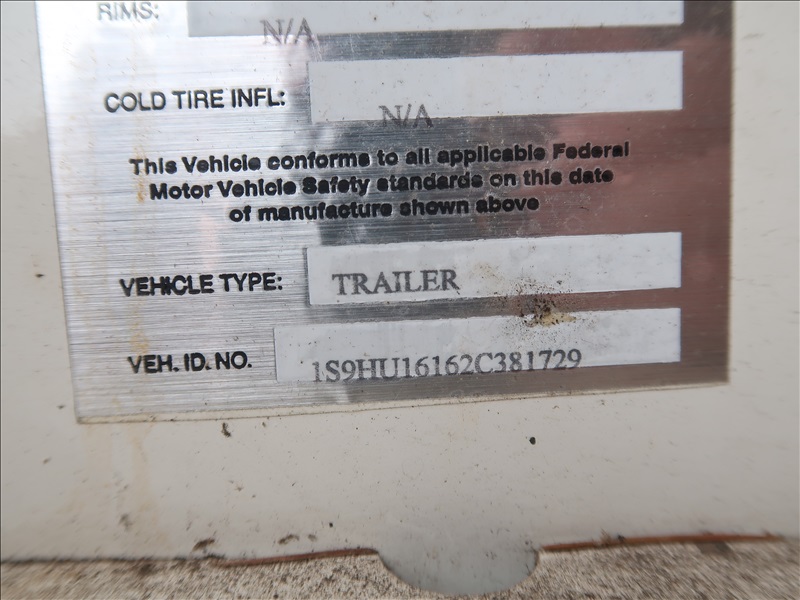 RIMS: N/A
COLD TIRE INFL: N/A
This Vehicle conforms to all applicable Federal
Motor Vehicle Safety standards on this date
of manufacture shown above
VEHICLE TYPE: TRAILER
VEH. ID. NO. 1S9HU16162C381729